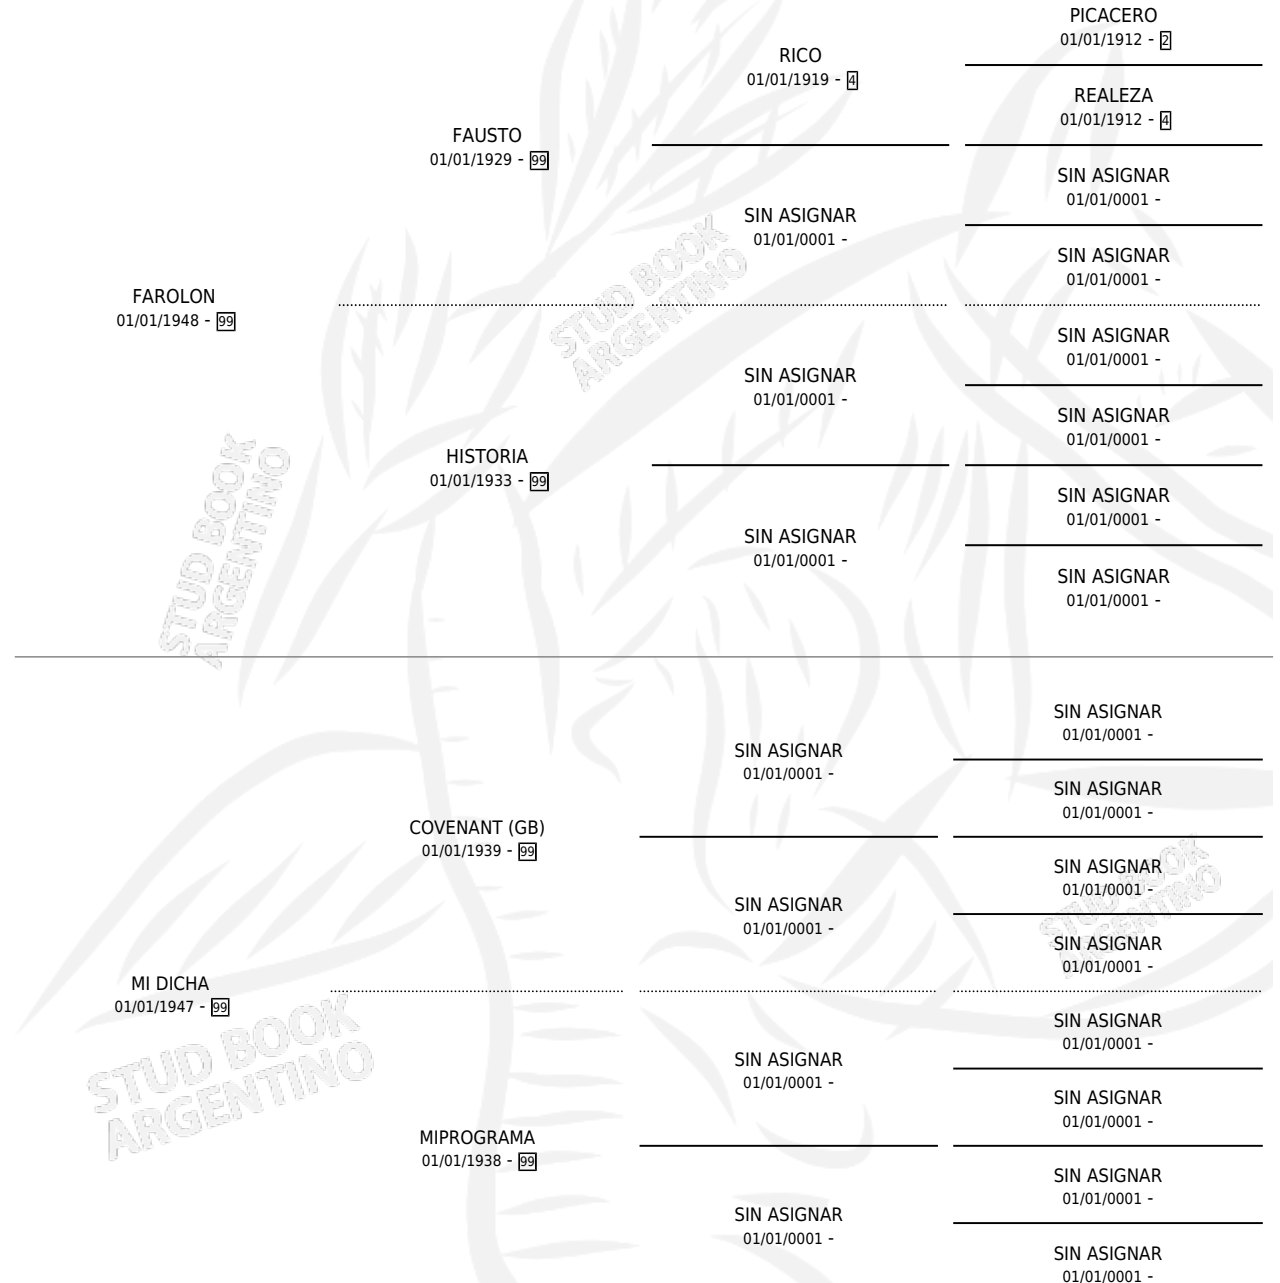 PICACERO
01/01/1912 - 2
RICO
01/01/1919 - 4
REALEZA
01/01/1912 - 4
FAUSTO
01/01/1929 - 99
SIN ASIGNAR
01/01/0001 -
SIN ASIGNAR
01/01/0001 -
SIN ASIGNAR
01/01/0001 -
FAROLON
01/01/1948 - 99
STUD BOOK
ARGENTINO
SIN ASIGNAR
01/01/0001 -
SIN ASIGNAR
01/01/0001 -
SIN ASIGNAR
01/01/0001 -
HISTORIA
01/01/1933 - 99
SIN ASIGNAR
01/01/0001 -
SIN ASIGNAR
01/01/0001 -
SIN ASIGNAR
01/01/0001 -
STUD BOOK
ARGENTINO
SIN ASIGNAR
01/01/0001 -
SIN ASIGNAR
01/01/0001 -
SIN ASIGNAR
01/01/0001 -
COVENANT (GB)
01/01/1939 - 99
SIN ASIGNAR
01/01/0001 -
SIN ASIGNAR
01/01/0001 -
SIN ASIGNAR
01/01/0001 -
STUD BOOK
ARGENTINO
MI DICHA
01/01/1947 - 99
SIN ASIGNAR
01/01/0001 -
SIN ASIGNAR
01/01/0001 -
SIN ASIGNAR
01/01/0001 -
STUD BOOK
ARGENTINO
MIPROGRAMA
01/01/1938 - 99
SIN ASIGNAR
01/01/0001 -
SIN ASIGNAR
01/01/0001 -
SIN ASIGNAR
01/01/0001 -